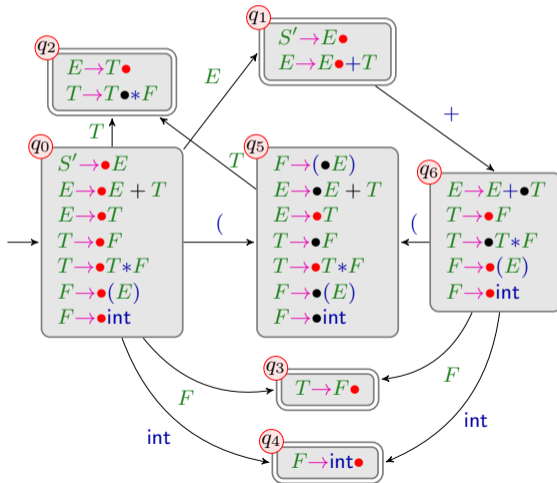 q1
S′→E●
E→E●+T
q2
E→T●
T→T●*F
E
+
T
q0
S′→●E
E→●E + T
E→●T
T→●F
T→●T*F
F→●(E)
F→●int
(
T
q5
F→(●E)
E→●E + T
E→●T
T→●F
T→●T*F
F→●(E)
F→●int
(
q6
E→E+●T
T→●F
T→●T*F
F→●(E)
F→●int
q3
T→F●
F
F
int
int
q4
F→int●